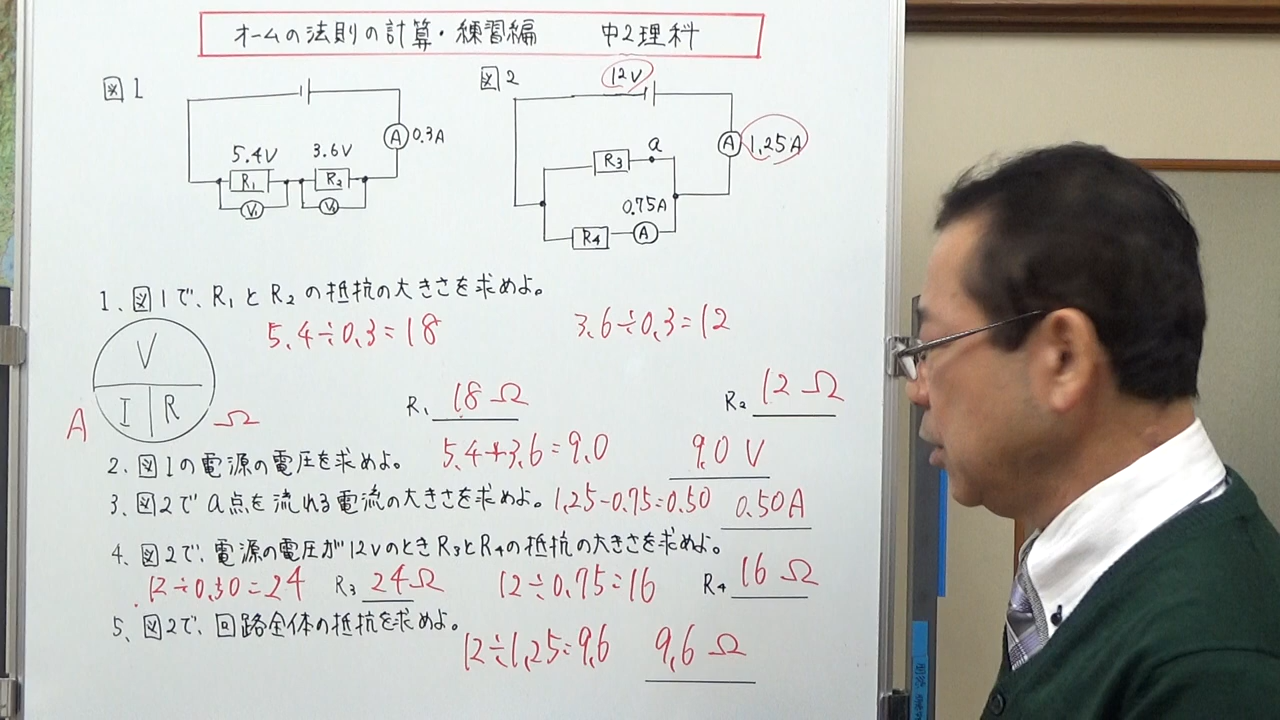 オームの法則の計算・練習編 中2理科
図1
図2
12V
A 0.3A
A 1.25A
5.4V 3.6V
R₁ R₂
V₁ V₂
R₃ a
0.75A
R₄ A
1、図1で、R₁とR₂の抵抗の大きさを求めよ。
5.4÷0.3=18 3.6÷0.3=12
V
I R
A Ω
R₁ 18Ω R₂ 12Ω
2、図1の電源の電圧を求めよ。 5.4+3.6=9.0 9.0V
3、図2でa点を流れる電流の大きさを求めよ。 1.25-0.75=0.50 0.50A
4、図2で、電源の電圧が12VのときR₃とR₄の抵抗の大きさを求めよ。
12÷0.50=24 R₃ 24Ω 12÷0.75=16 R₄ 16Ω
5、図2で、回路全体の抵抗を求めよ。
12÷1.25=9.6 9.6Ω